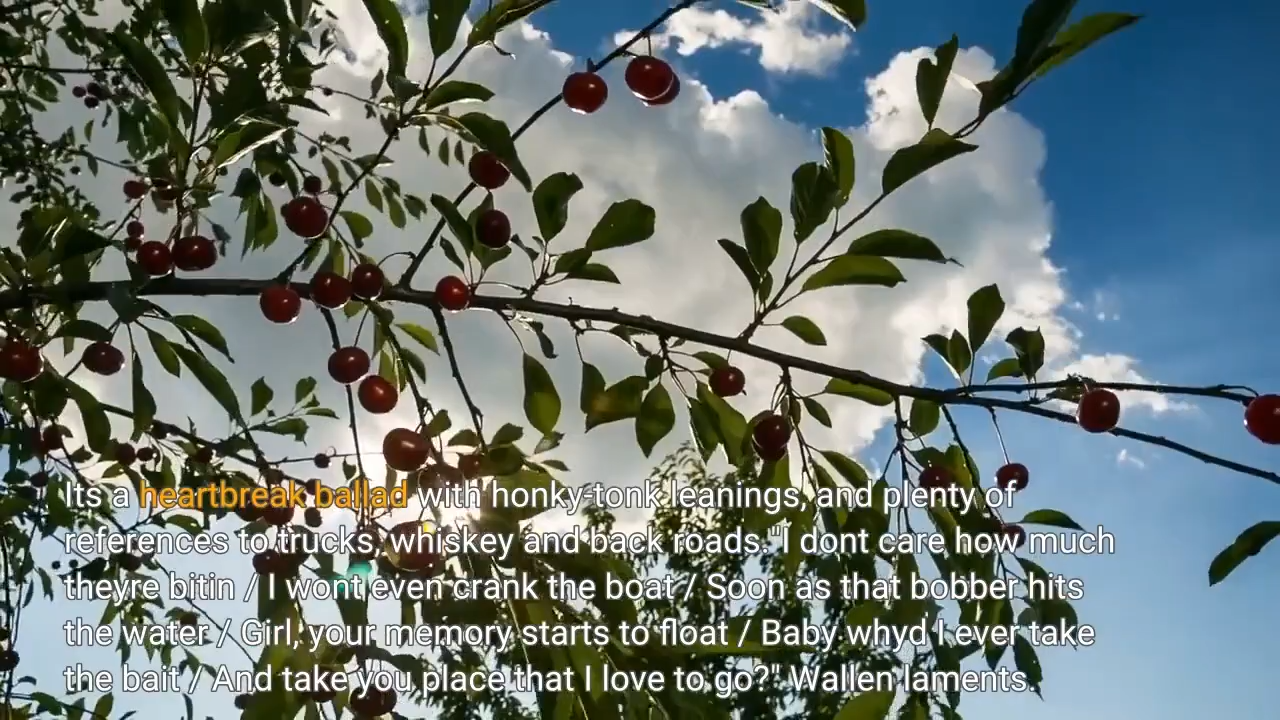 Its a heartbreak ballad with honky-tonk leanings, and plenty of
references to trucks, whiskey and back roads."I dont care how much
theyre bitin / I wont even crank the boat / Soon as that bobber hits
the water / Girl, your memory starts to float / Baby whyd I ever take
the bait / And take you place that I love to go?" Wallen laments.